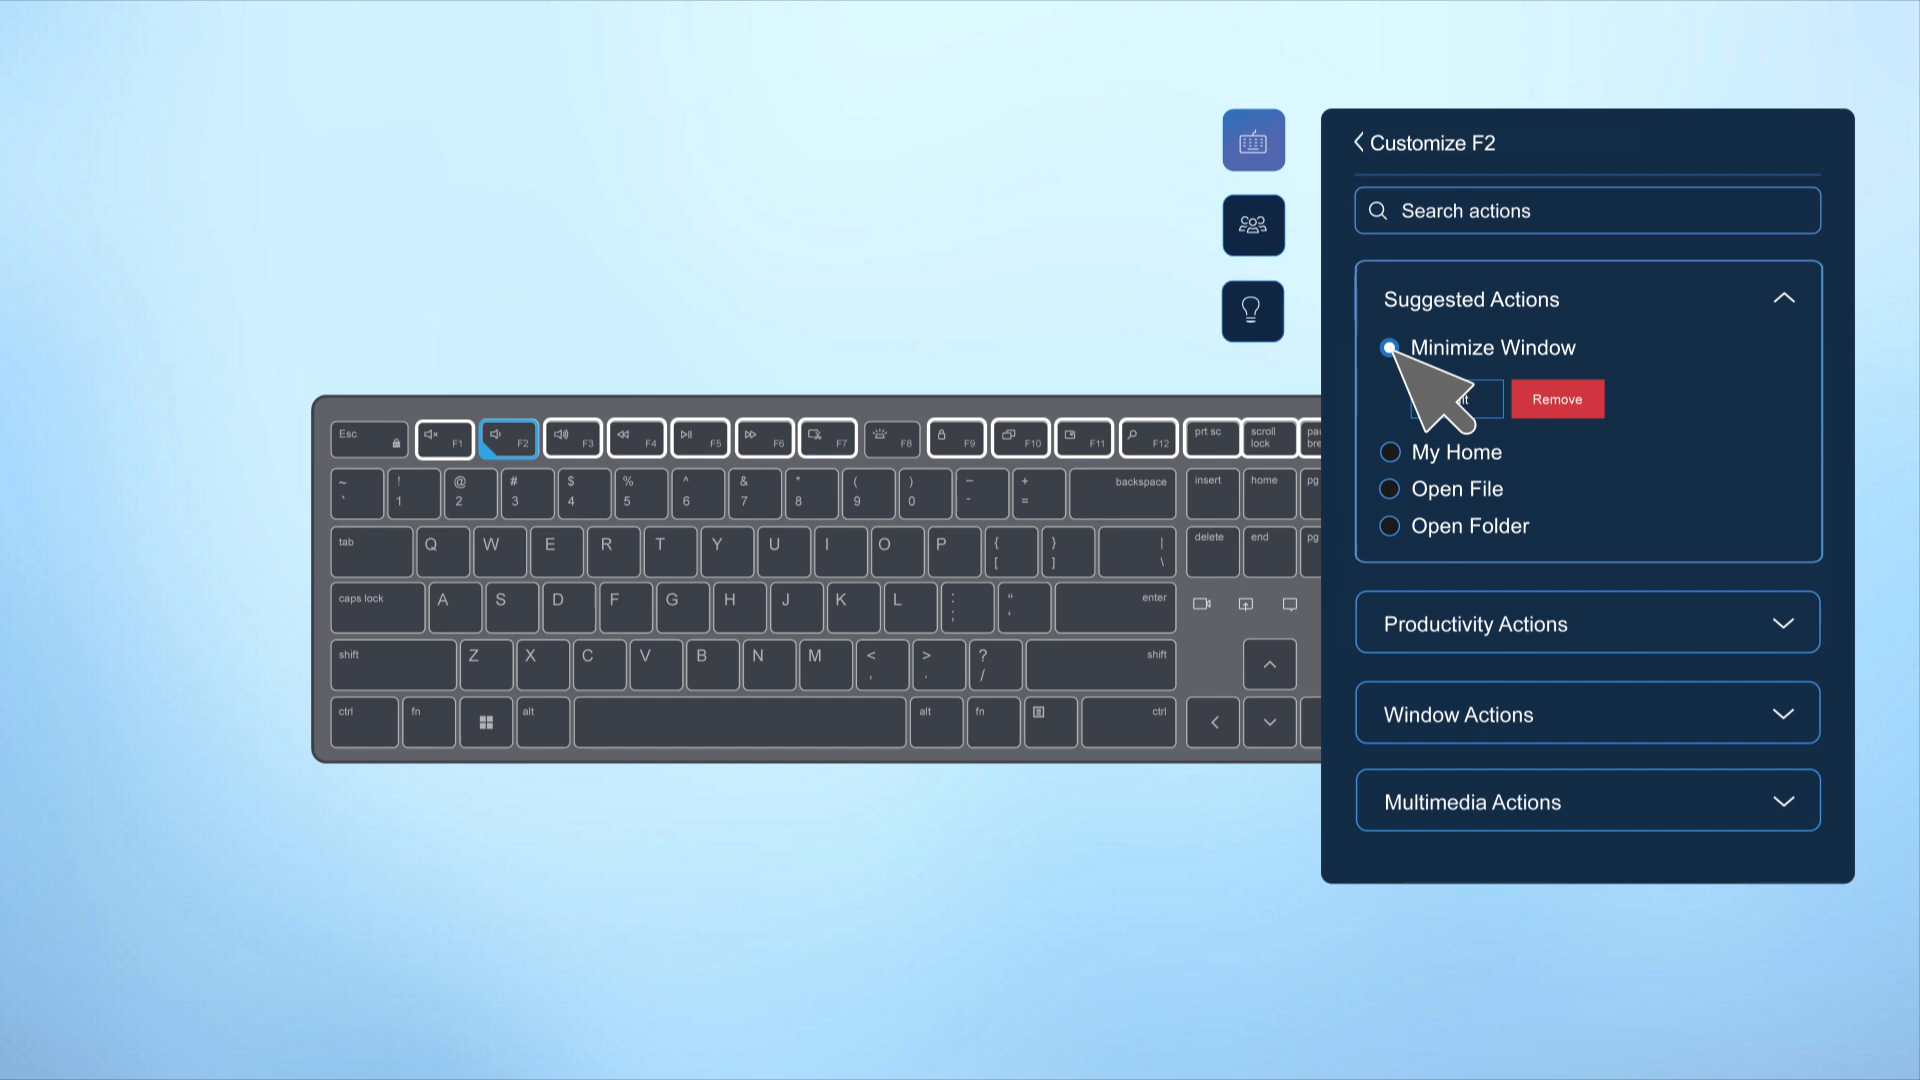 Customize F2
Search actions
Suggested Actions
Minimize Window
Remove
My Home
Open File
Open Folder
Productivity Actions
Window Actions
Multimedia Actions
Esc F1 F2 F3 F4 F5 F6 F7 F8 F9 F10 F11 F12 prt sc scroll lock
~ ` ! 1 @ 2 # 3 $ 4 % 5 ^ 6 & 7 * 8 ( 9 ) 0 - - + = backspace insert home pg
tab Q W E R T Y U I O P { [ } ] | \ delete end pg
caps lock A S D F G H J K L : ; " ' enter
shift Z X C V B N M < , > . ? / shift
ctrl fn alt alt fn ctrl